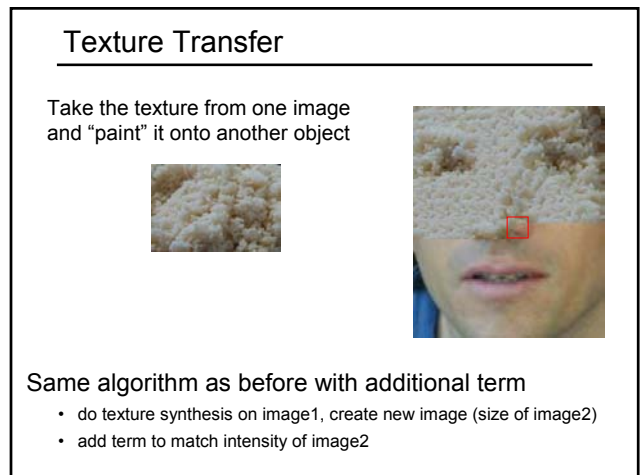 Texture Transfer
Take the texture from one image
and “paint” it onto another object
Same algorithm as before with additional term
• do texture synthesis on image1, create new image (size of image2)
• add term to match intensity of image2